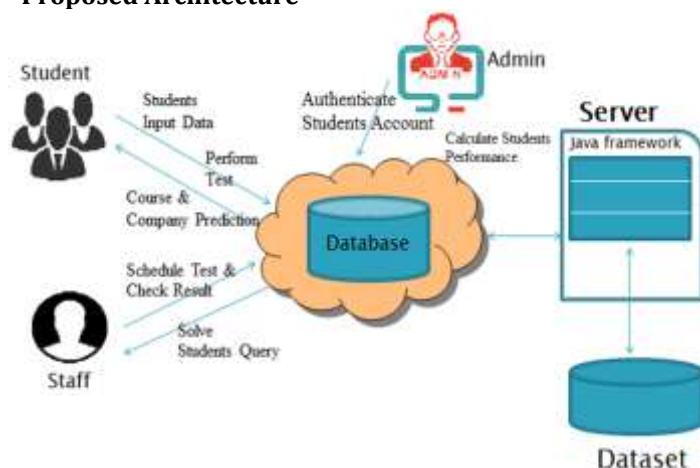 Proposed Architecture
Student
Students
Input Data
Perform
Test
Course &
Company Prediction
Schedule Test &
Check Result
Solve
Students Query
Staff
ADMIN
Admin
Authenticate
Students Account
Calculate Students
Performance
Database
Server
Java framework
Dataset